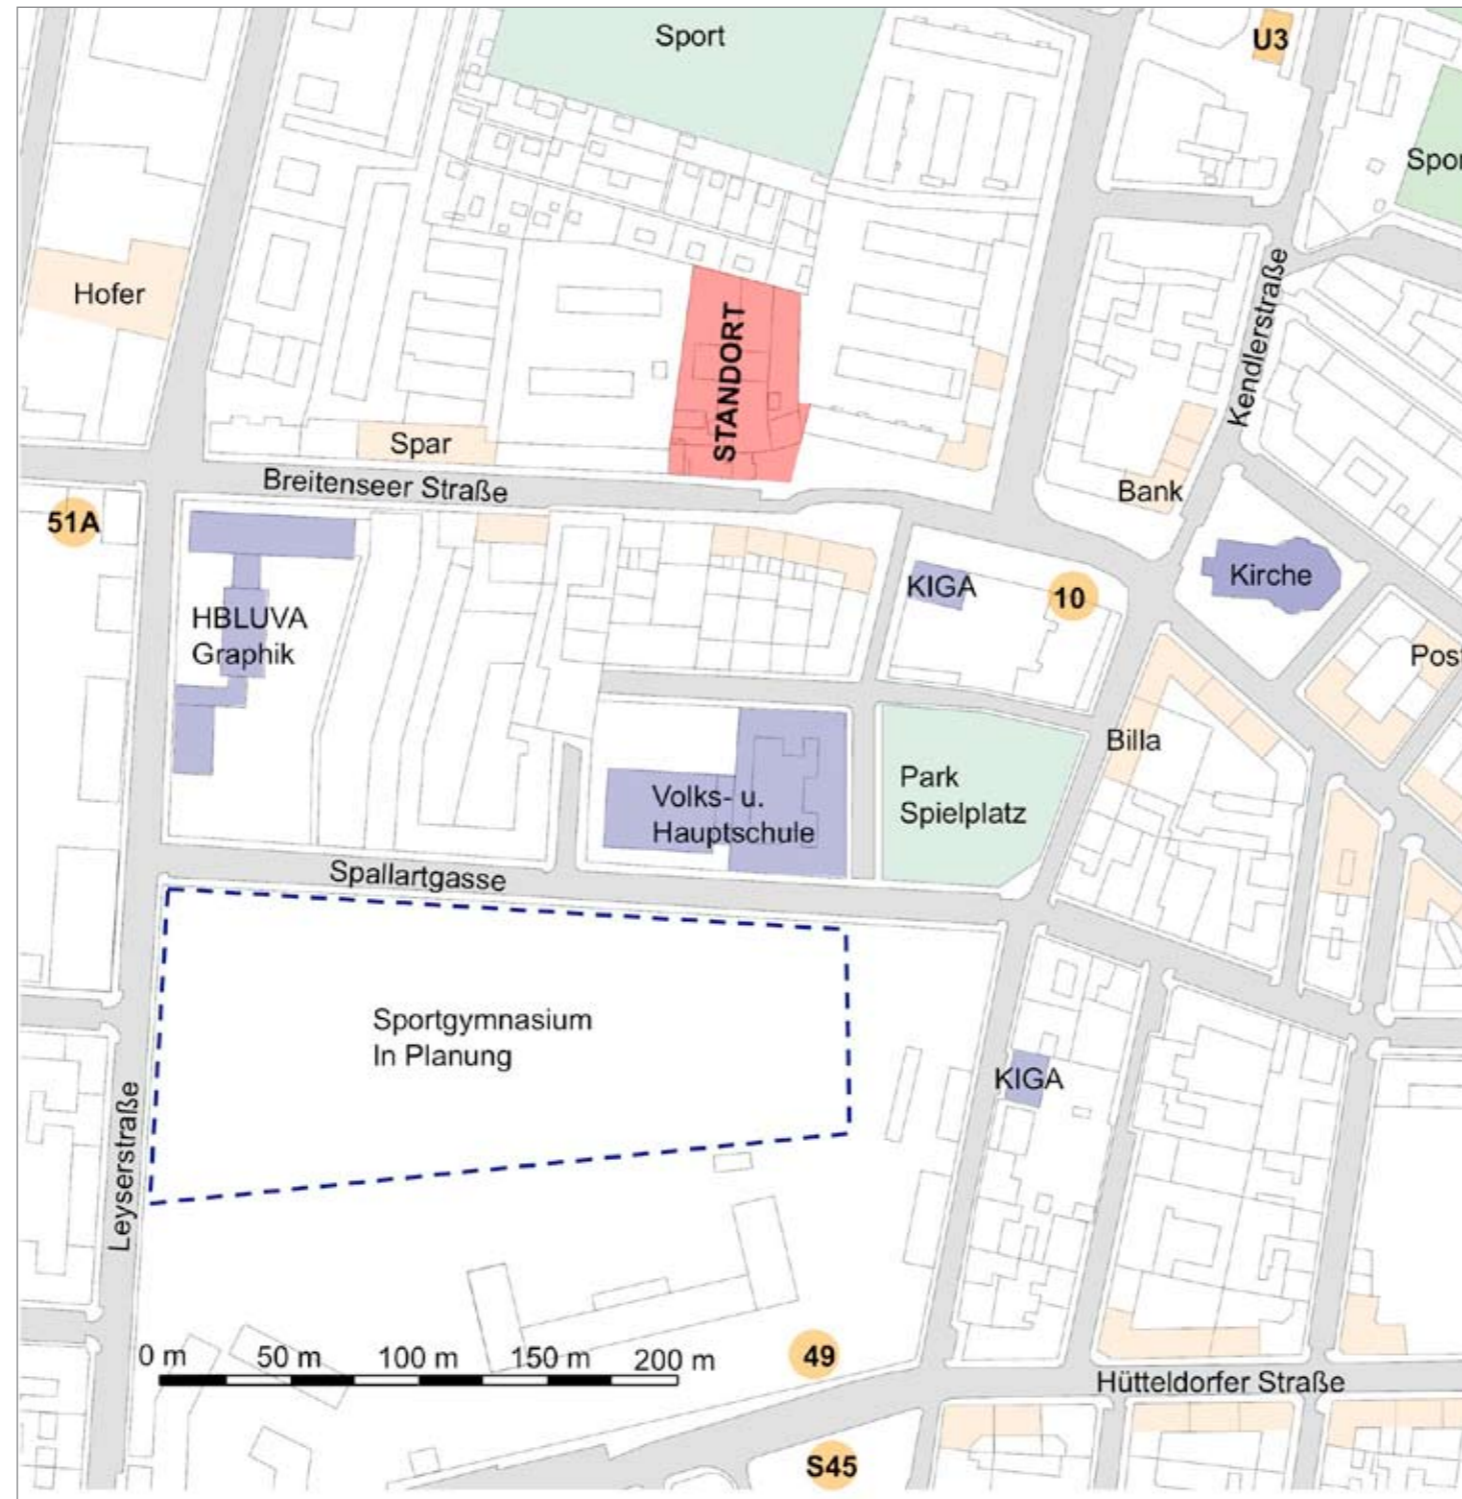 Sport
U3
Spor
Hofer
STANDORT
Kendlerstraße
Spar
Breitenseer Straße
Bank
51A
Kirche
KIGA
10
HBLUVA
Graphik
Post
Billa
Park
Spielplatz
Volks- u.
Hauptschule
Spallartgasse
Sportgymnasium
In Planung
KIGA
Leyserstraße
0 m 50 m 100 m 150 m 200 m
49
Hütteldorfer Straße
S45